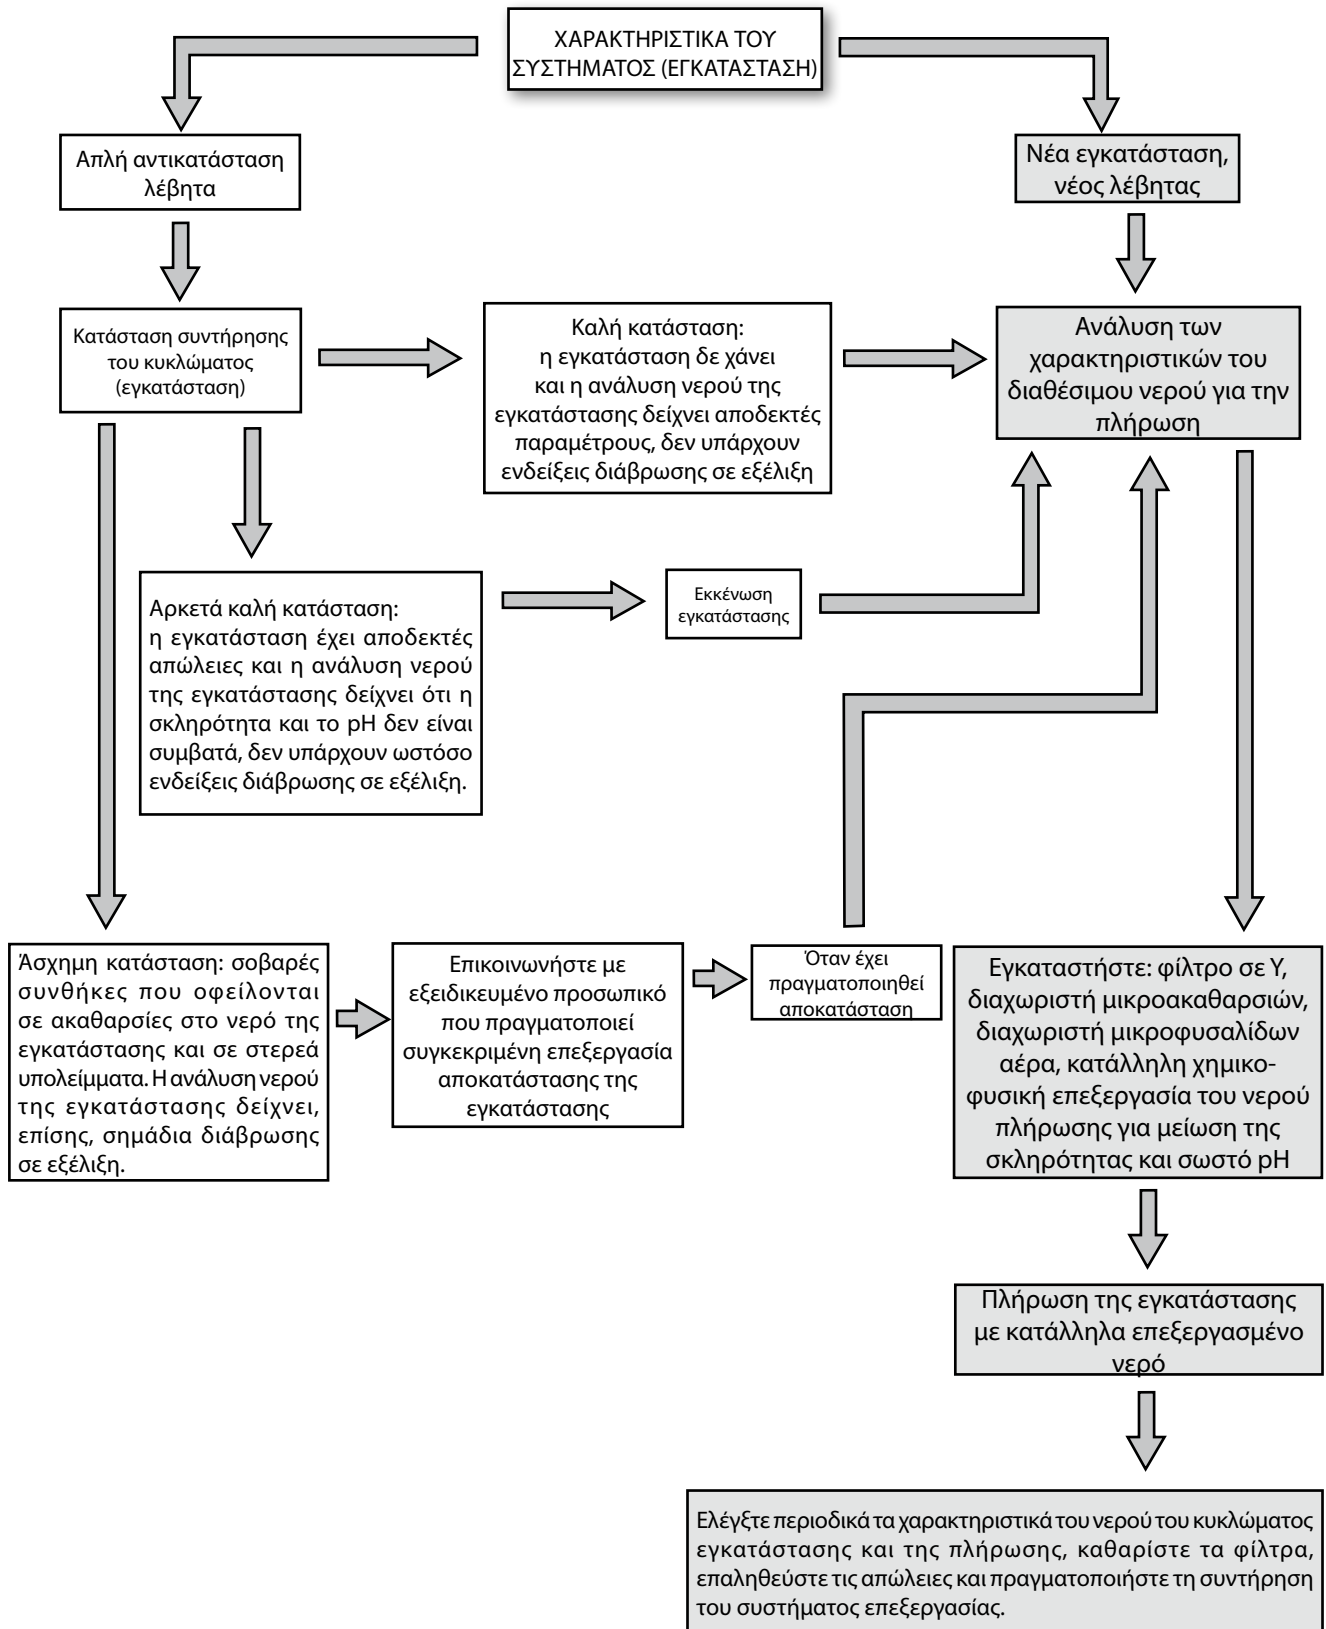 ΧΑΡΑΚΤΗΡΙΣΤΙΚΑ ΤΟΥ
ΣΥΣΤΗΜΑΤΟΣ (ΕΓΚΑΤΑΣΤΑΣΗ)
Απλή αντικατάσταση
λέβητα
Νέα εγκατάσταση,
νέος λέβητας
Κατάσταση συντήρησης
του κυκλώματος
(εγκατάσταση)
Καλή κατάσταση:
η εγκατάσταση δε χάνει
και η ανάλυση νερού της
εγκατάστασης δείχνει αποδεκτές
παραμέτρους, δεν υπάρχουν
ενδείξεις διάβρωσης σε εξέλιξη
Ανάλυση των
χαρακτηριστικών του
διαθέσιμου νερού για την
πλήρωση
Αρκετά καλή κατάσταση:
η εγκατάσταση έχει αποδεκτές
απώλειες και η ανάλυση νερού
της εγκατάστασης δείχνει ότι η
σκληρότητα και το pH δεν είναι
συμβατά, δεν υπάρχουν ωστόσο
ενδείξεις διάβρωσης σε εξέλιξη.
Εκκένωση
εγκατάστασης
Άσχημη κατάσταση: σοβαρές
συνθήκες που οφείλονται
σε ακαθαρσίες στο νερό της
εγκατάστασης και σε στερεά
υπολείμματα. Η ανάλυση νερού
της εγκατάστασης δείχνει,
επίσης, σημάδια διάβρωσης
σε εξέλιξη.
Επικοινωνήστε με
εξειδικευμένο προσωπικό
που πραγματοποιεί
συγκεκριμένη επεξεργασία
αποκατάστασης της
εγκατάστασης
Όταν έχει
πραγματοποιηθεί
αποκατάσταση
Εγκαταστήστε: φίλτρο σε Υ,
διαχωριστή μικροακαθαρσιών,
διαχωριστή μικροφυσαλίδων
αέρα, κατάλληλη χημικο-
φυσική επεξεργασία του νερού
πλήρωσης για μείωση της
σκληρότητας και σωστό pH
Πλήρωση της εγκατάστασης
με κατάλληλα επεξεργασμένο
νερό
Ελέγξτε περιοδικά τα χαρακτηριστικά του νερού του κυκλώματος
εγκατάστασης και της πλήρωσης, καθαρίστε τα φίλτρα,
επαληθεύστε τις απώλειες και πραγματοποιήστε τη συντήρηση
του συστήματος επεξεργασίας.